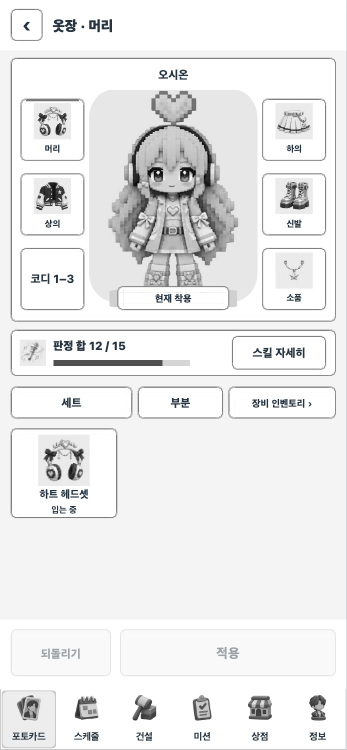 옷장 · 머리
오시온
머리
하의
상의
신발
코디 1–3
현재 착용
소품
판정 합 12 / 15
스킬 자세히
세트
부분
장비 인벤토리 ›
하트 헤드셋
입는 중
되돌리기
적용
포토카드
스케줄
건설
미션
상점
정보